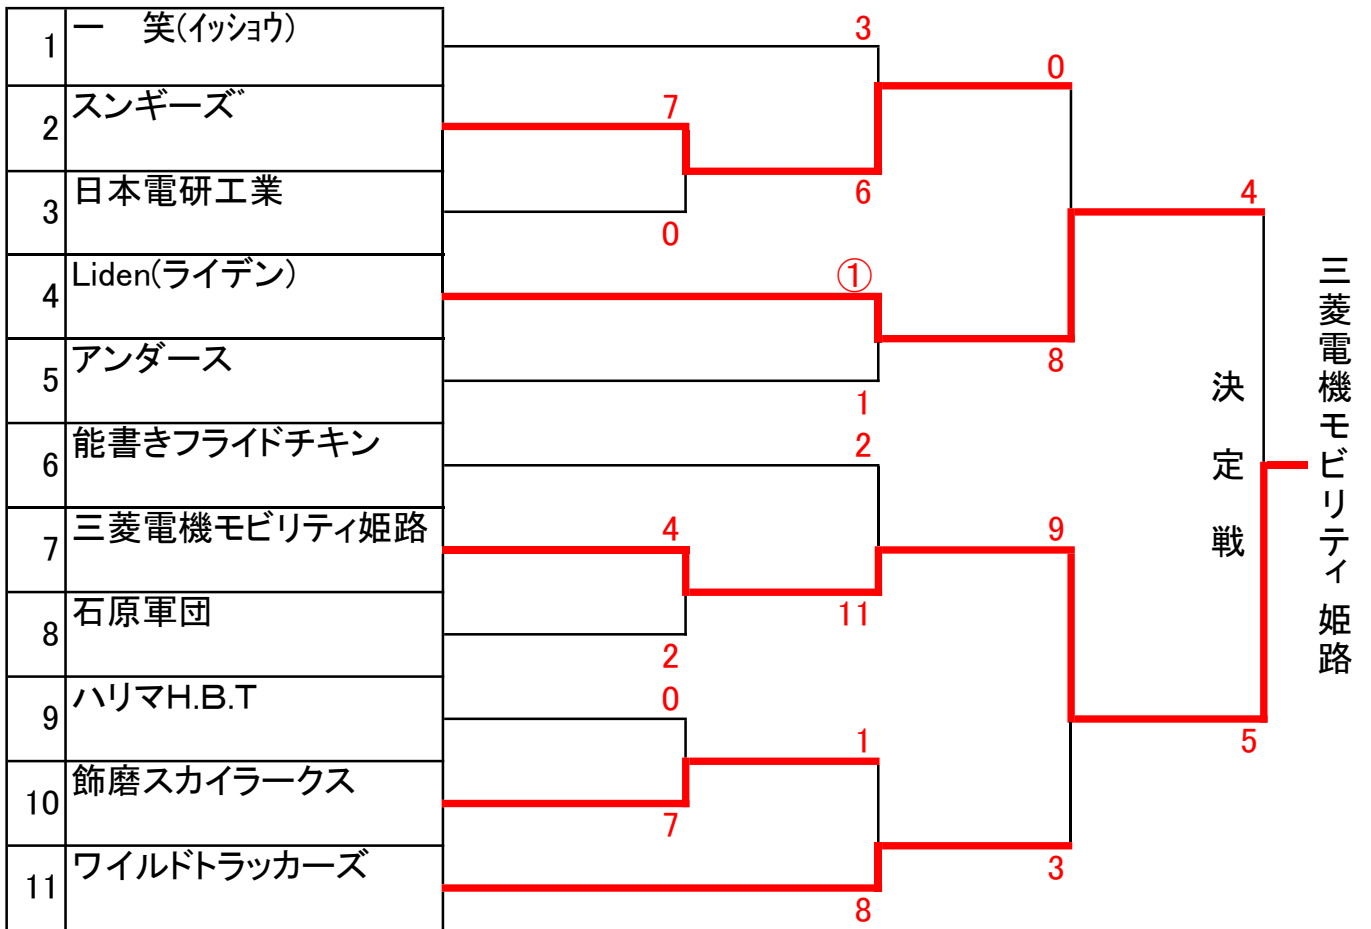 1 一 笑(イッショウ)
2 スンギーズ
3 日本電研工業
4 Liden(ライデン)
5 アンダース
6 能書きフライドチキン
7 三菱電機モビリティ姫路
8 石原軍団
9 ハリマH.B.T
10 飾磨スカイラークス
11 ワイルドトラッカーズ
7
0
4
2
0
7
3
6
①
1
2
11
1
8
0
8
9
3
4
5
決定戦
三菱電機モビリティ姫路